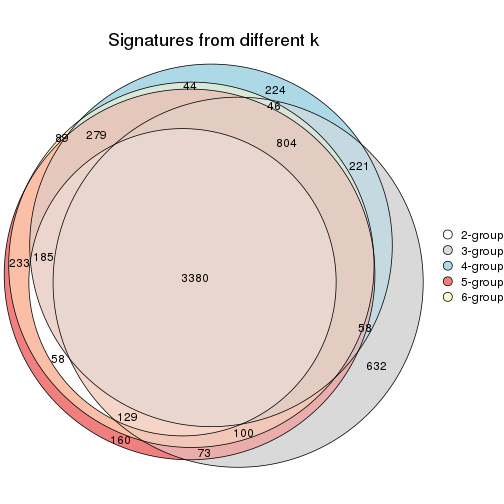 Signatures from different k
44
224
46
89
279
804
221
185
233
3380
58
58
632
129
100
160
73
2-group
3-group
4-group
5-group
6-group